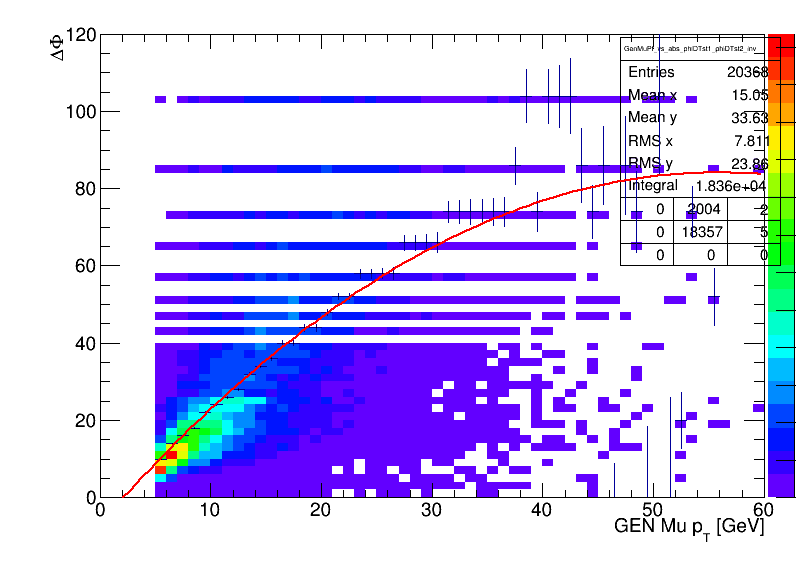 120
100
80
60
40
20
0
ΔΦ
GenMuPt_vs_abs_phiDTst1_phiDTst2_inv
Entries 20368
Mean x 15.05
Mean y 33.63
RMS x 7.811
RMS y 23.86
Integral 1.836e+04
0 2004 2
0 18357 5
0 0 0
0 10 20 30 40 50 60
GEN Mu pT [GeV]